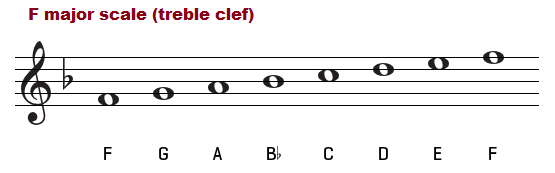 F major scale (treble clef)
F G A B♭ C D E F